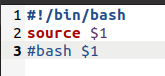 1 #!/bin/bash
2 source $1
3 #bash $1